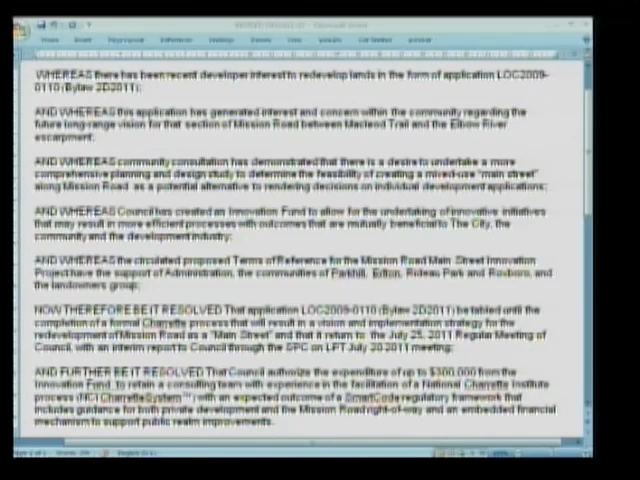 WHEREAS there has been recent developer interest to redevelop lands in the form of application LOC2009-
0110 (Bylaw 2D2011);
AND WHEREAS this application has generated interest and concern within the community regarding the
future long-range vision for that section of Mission Road between Macleod Trail and the Elbow River
escarpment;
AND WHEREAS community consultation has demonstrated that there is a desire to undertake a more
comprehensive planning and design study to determine the feasibility of creating a mixed-use "main street"
along Mission Road as a potential alternative to rendering decisions on individual development applications;
AND WHEREAS Council has created an Innovation Fund to allow for the undertaking of innovative initiatives
that may result in more efficient processes with outcomes that are mutually beneficial to The City, the
community and the development industry;
AND WHEREAS the circulated proposed Terms of Reference for the Mission Road Main Street Innovation
Project have the support of Administration, the communities of Parkhill, Erlton, Rideau Park and Roxboro, and
the landowners group;
NOW THEREFORE BE IT RESOLVED That application LOC2009-0110 (Bylaw 2D2011) be tabled until the
completion of a formal Charrette process that will result in a vision and implementation strategy for the
redevelopment of Mission Road as a "Main Street" and that it return to the July 25, 2011 Regular Meeting of
Council, with an interim report to Council through the SPC on LPT July 20 2011 meeting;
AND FURTHER BE IT RESOLVED That Council authorize the expenditure of up to $300,000 from the
Innovation Fund to retain a consulting team with experience in the facilitation of a National Charrette Institute
process (NCI CharretteSystem™) with an expected outcome of a SmartCode regulatory framework that
includes guidance for both private development and the Mission Road right-of-way and an embedded financial
mechanism to support public realm improvements.